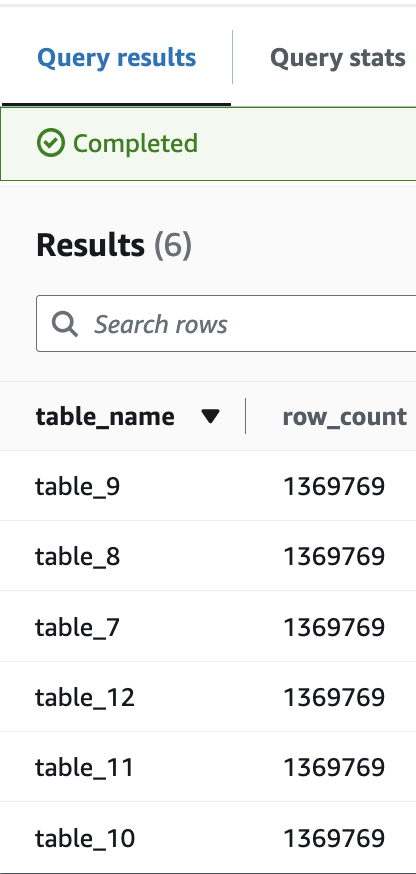 Query results Query stats
Completed
Results (6)
Search rows
table_name row_count
table_9 1369769
table_8 1369769
table_7 1369769
table_12 1369769
table_11 1369769
table_10 1369769